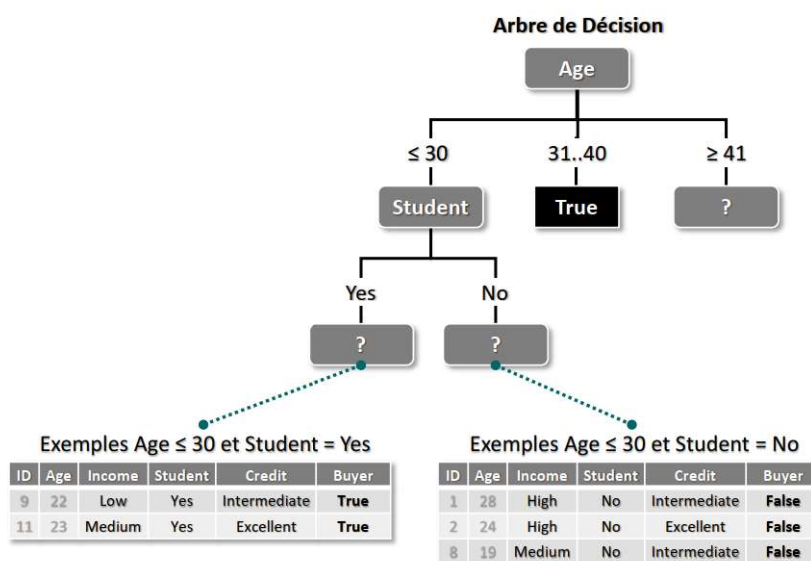 Arbre de Décision
Age
≤ 30 31..40 ≥ 41
Student True ?
Yes No
? ?
Exemples Age ≤ 30 et Student = Yes
ID Age Income Student Credit Buyer
9 22 Low Yes Intermediate True
11 23 Medium Yes Excellent True
Exemples Age ≤ 30 et Student = No
ID Age Income Student Credit Buyer
1 28 High No Intermediate False
2 24 High No Excellent False
8 19 Medium No Intermediate False